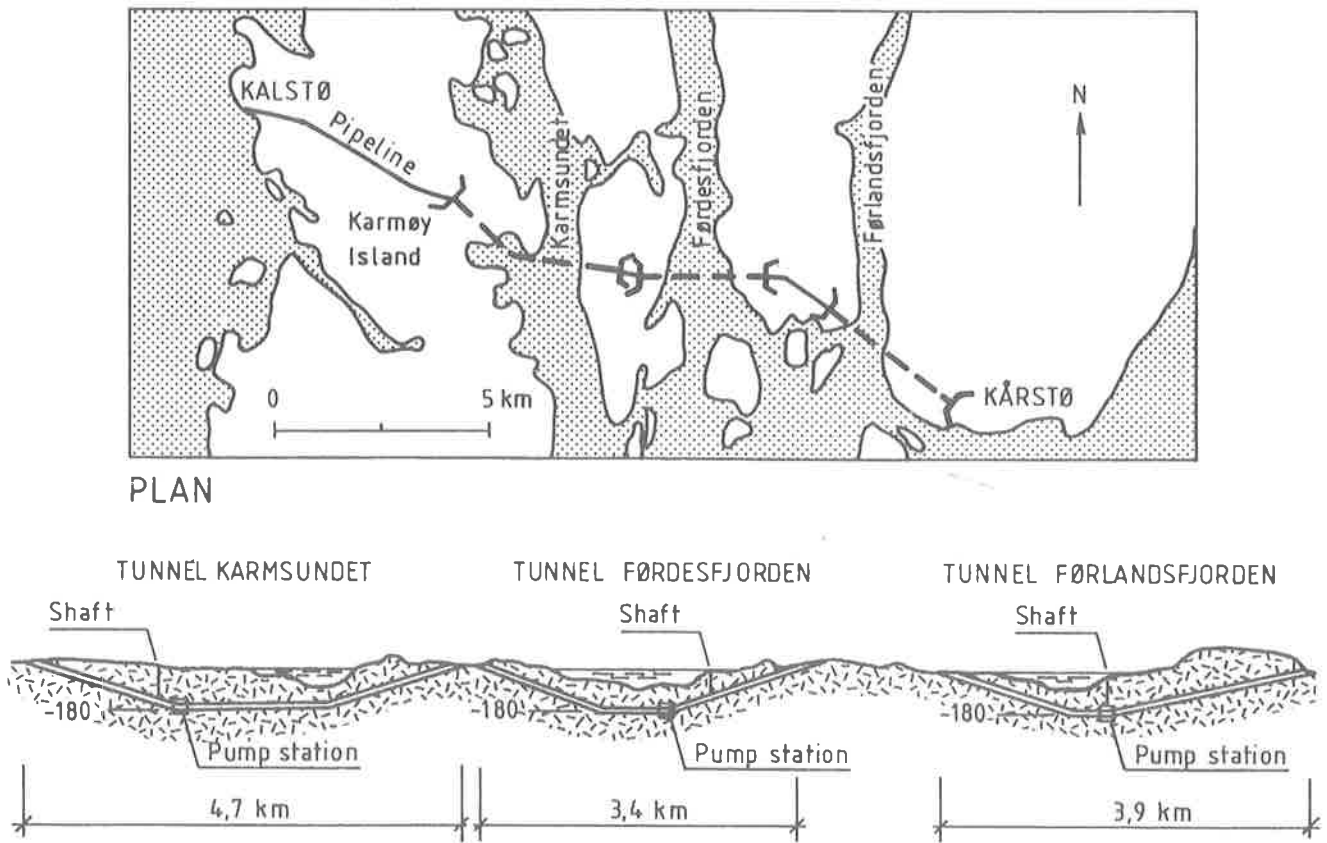 KALSTØ
Pipeline
Karmøy
Island
Karmsundet
Førdesfjorden
Førlandsfjorden
N
KÅRSTØ
0 5 km
PLAN
TUNNEL KARMSUNDET
TUNNEL FØRDESFJORDEN
TUNNEL FØRLANDSFJORDEN
Shaft
Shaft
Shaft
-180
-180
-180
Pump station
Pump station
Pump station
4,7 km
3,4 km
3,9 km